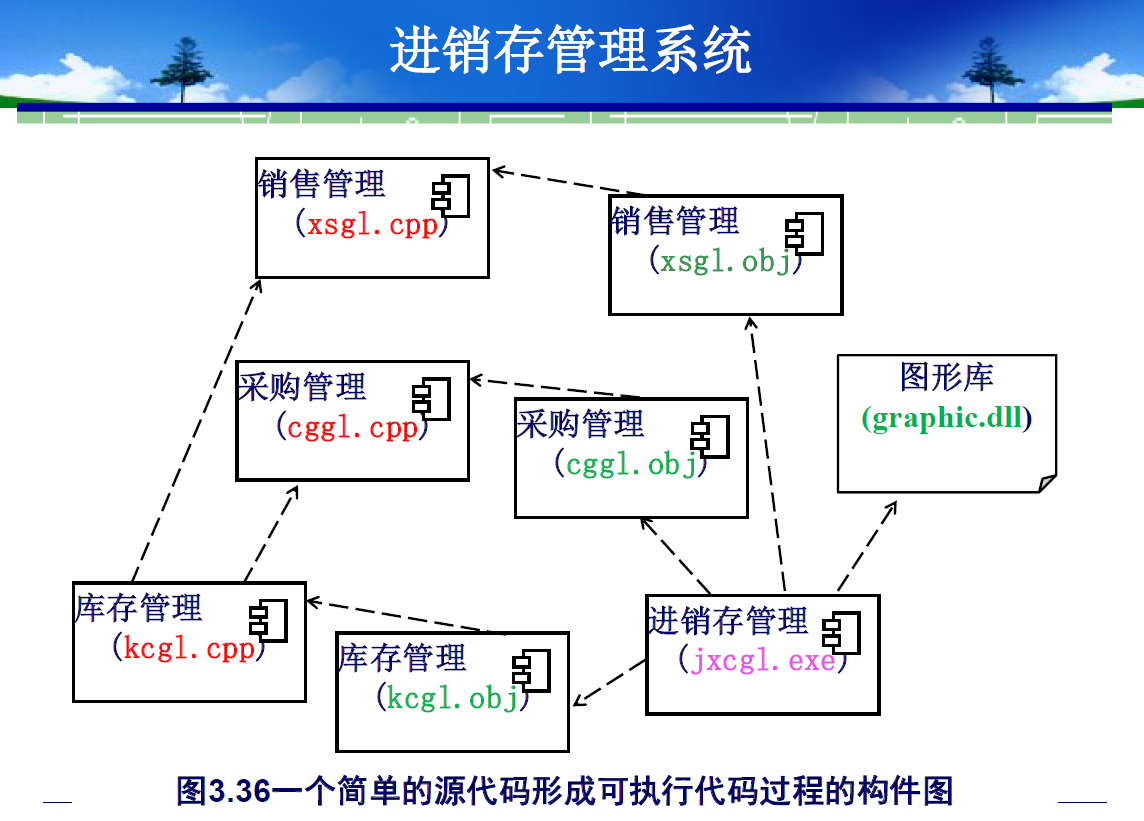 进销存管理系统
销售管理
(xsgl.cpp)
销售管理
(xsgl.obj)
采购管理
(cggl.cpp)
采购管理
(cggl.obj)
图形库
(graphic.dll)
库存管理
(kcgl.cpp)
库存管理
(kcgl.obj)
进销存管理
(jxcgl.exe)
图3.36一个简单的源代码形成可执行代码过程的构件图